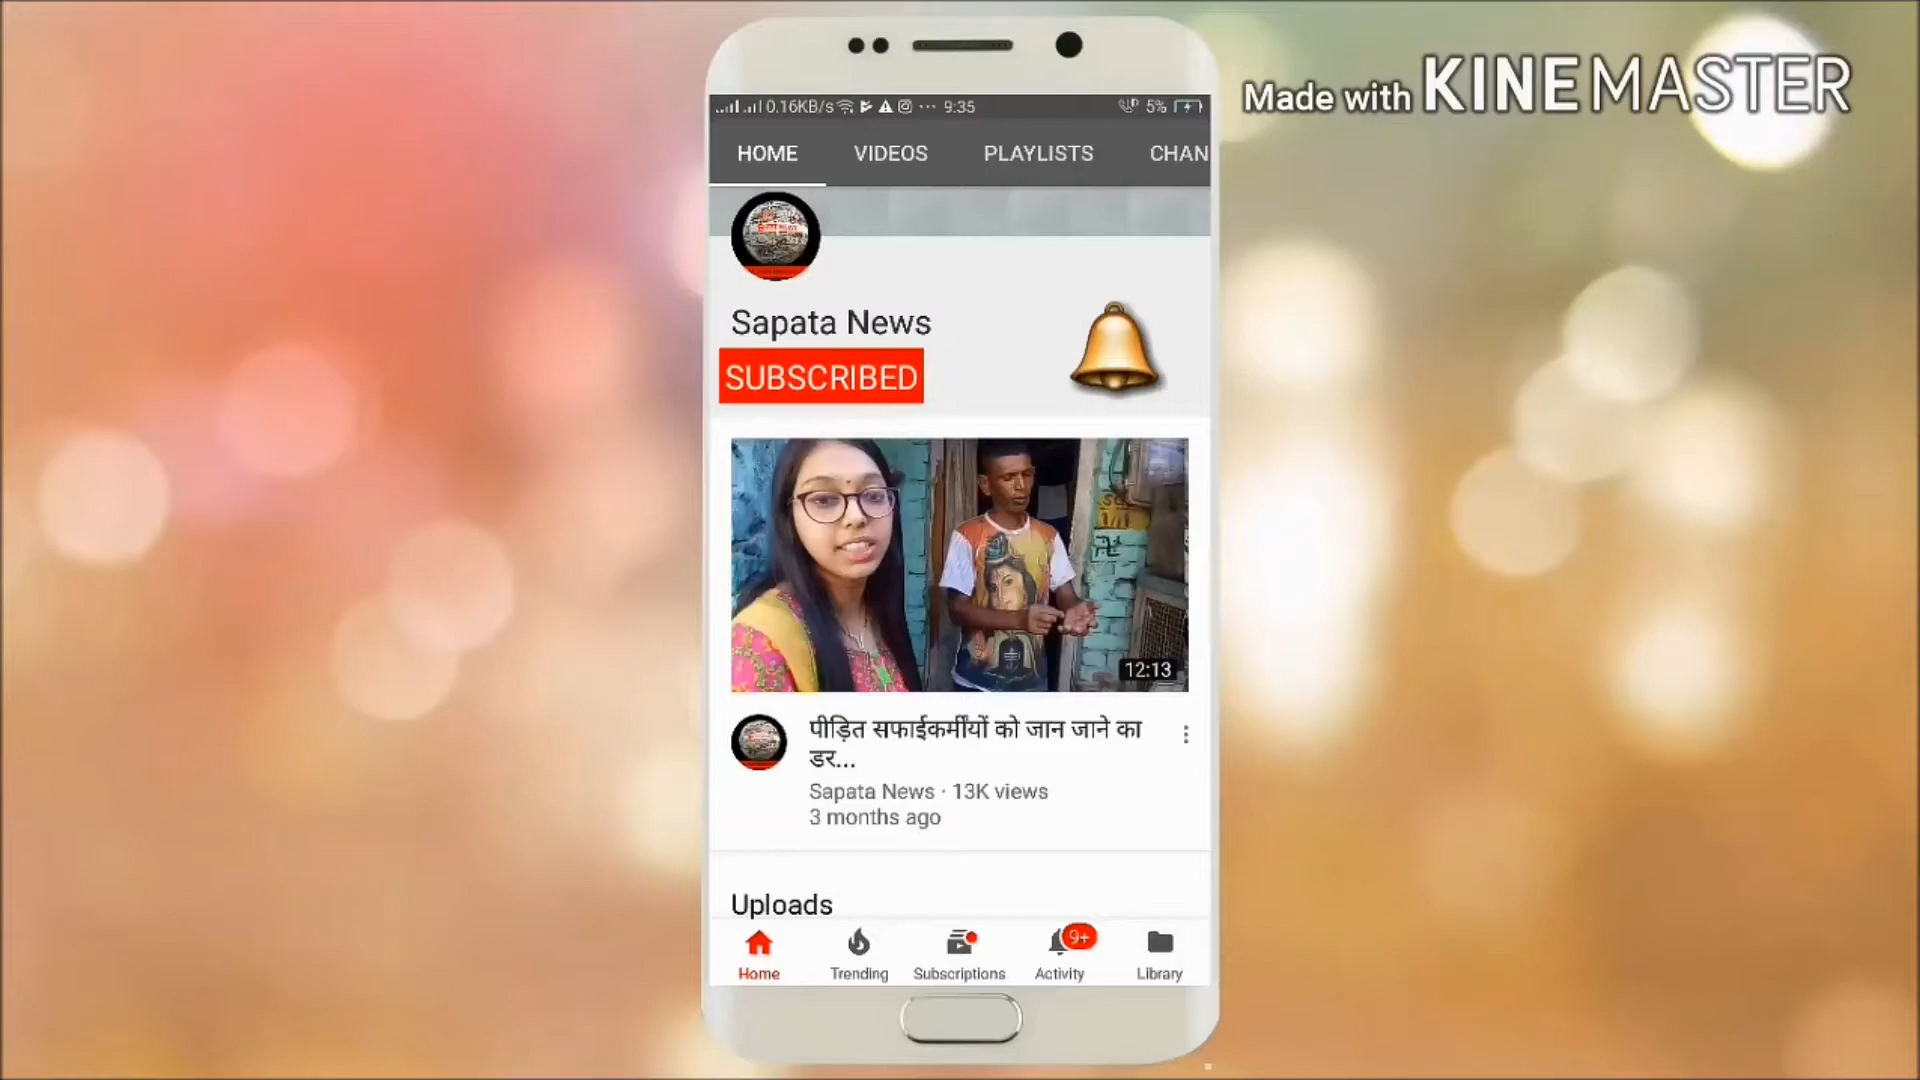 Made with KINEMASTER
0.16KB/s ··· 9:35 5%
HOME VIDEOS PLAYLISTS CHAN
Sapata News
SUBSCRIBED
12:13
पीड़ित सफाईकर्मीयों को जान जाने का
डर...
Sapata News · 13K views
3 months ago
Uploads
9+
Home Trending Subscriptions Activity Library